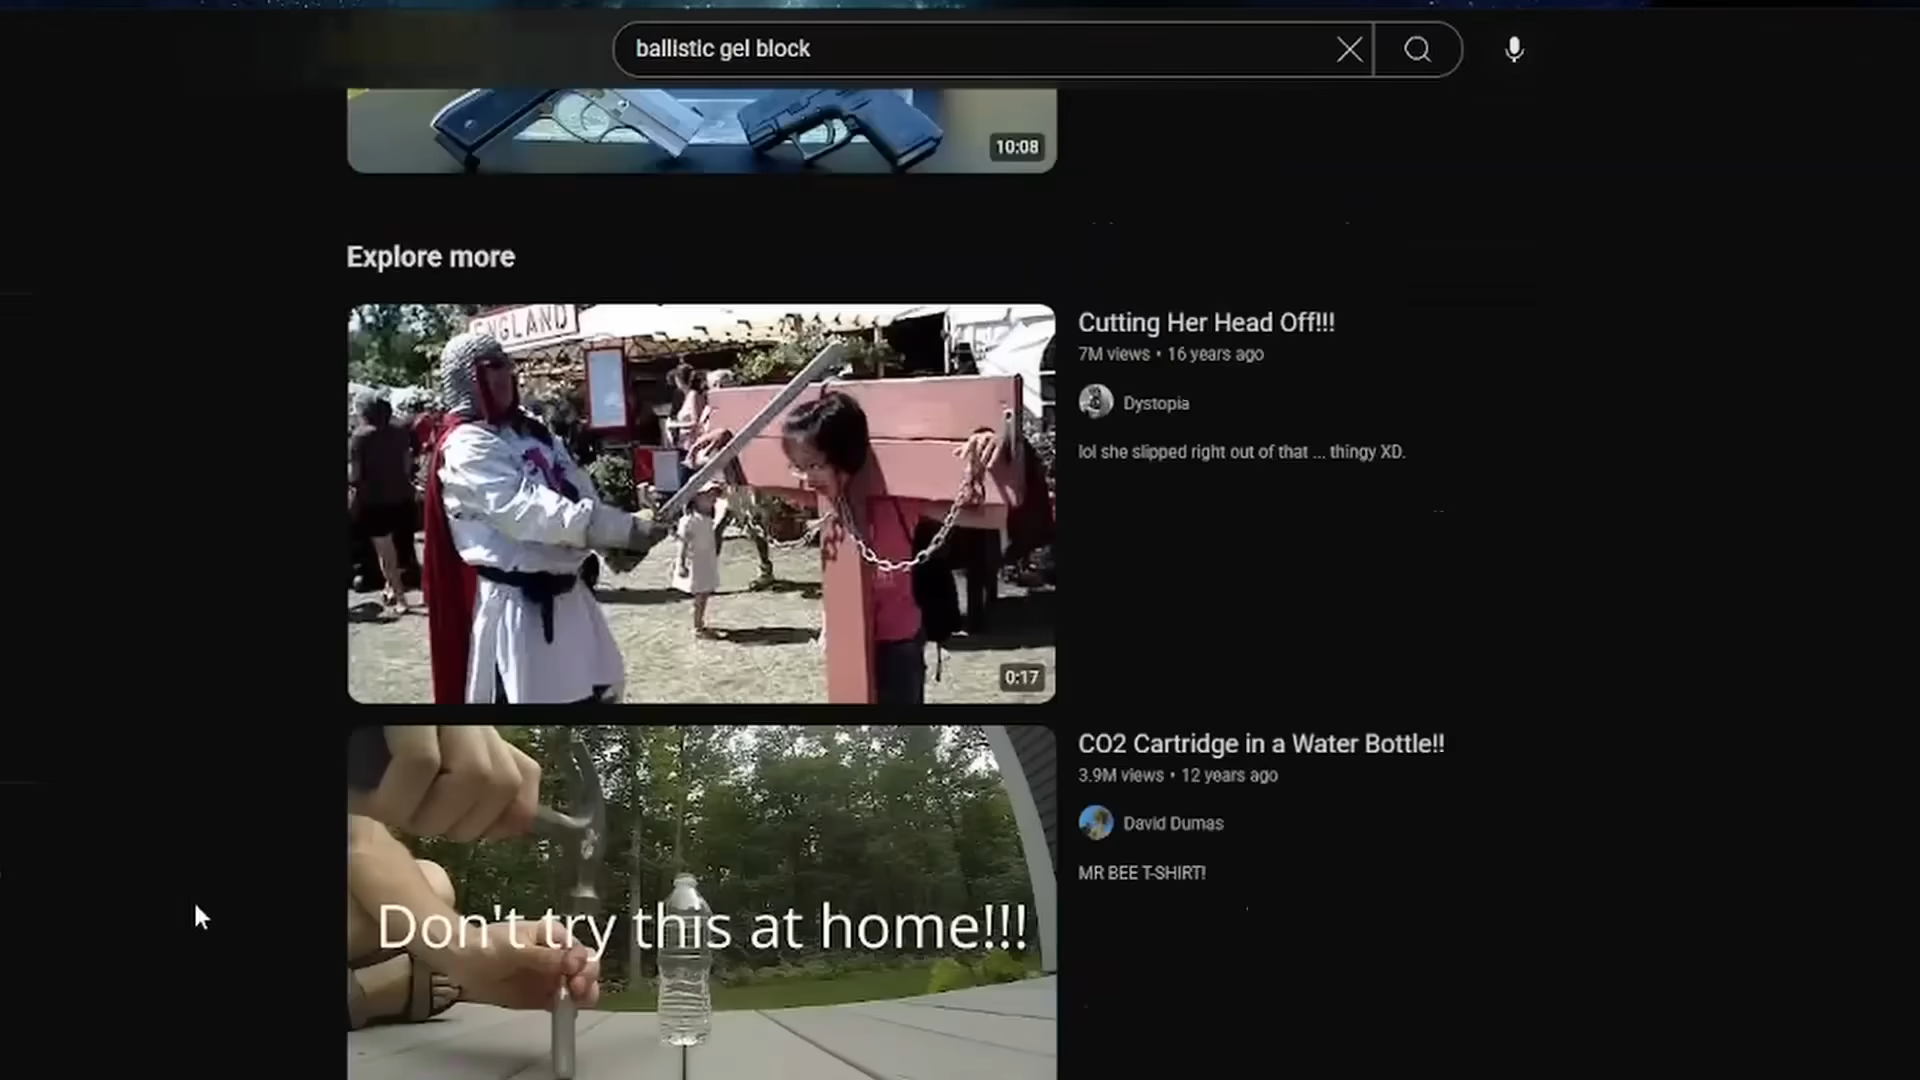 ballistic gel block
10:08
Explore more
ENGLAND
Cutting Her Head Off!!!
7M views • 16 years ago
Dystopia
lol she slipped right out of that ... thingy XD.
0:17
CO2 Cartridge in a Water Bottle!!
3.9M views • 12 years ago
David Dumas
MR BEE T-SHIRT!
Don't try this at home!!!